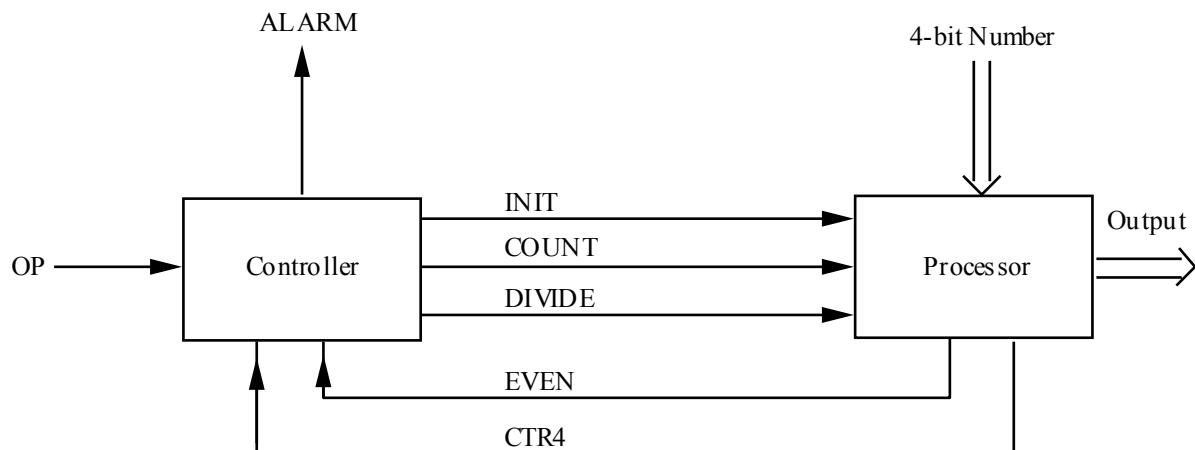 ALARM
4-bit Number
INIT
Output
COUNT
OP
Controller
Processor
DIVIDE
EVEN
CTR4